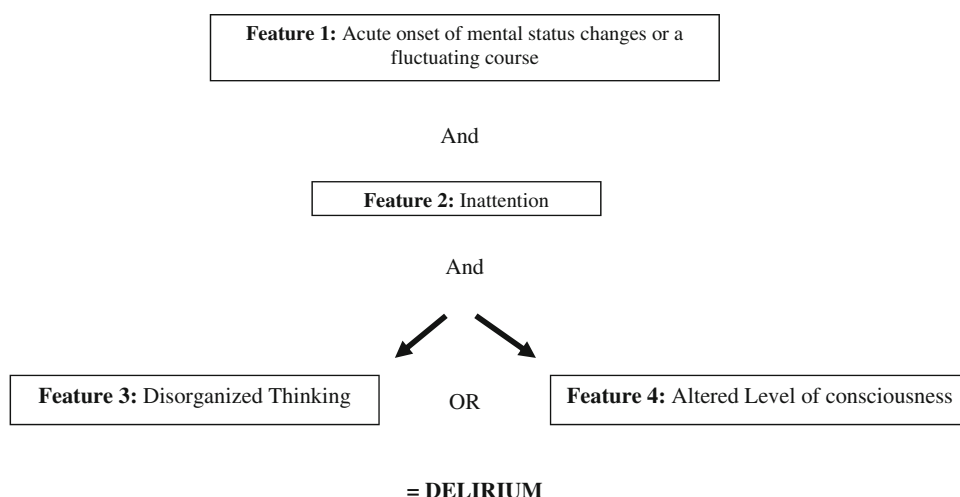 Feature 1: Acute onset of mental status changes or a
fluctuating course
And
Feature 2: Inattention
And
Feature 3: Disorganized Thinking
OR
Feature 4: Altered Level of consciousness
= DELIRIUM